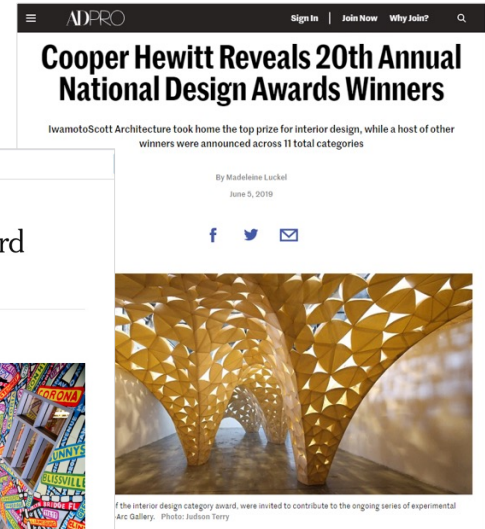 ADPRO
Sign In | Join Now Why Join?
Cooper Hewitt Reveals 20th Annual
National Design Awards Winners
IwamotoScott Architecture took home the top prize for interior design, while a host of other
winners were announced across 11 total categories
By Madeleine Luckel
June 5, 2019
rd
CORONA
BLISSVILLE
f the interior design category award, were invited to contribute to the ongoing series of experimental
-Arc Gallery. Photo: Judson Terry